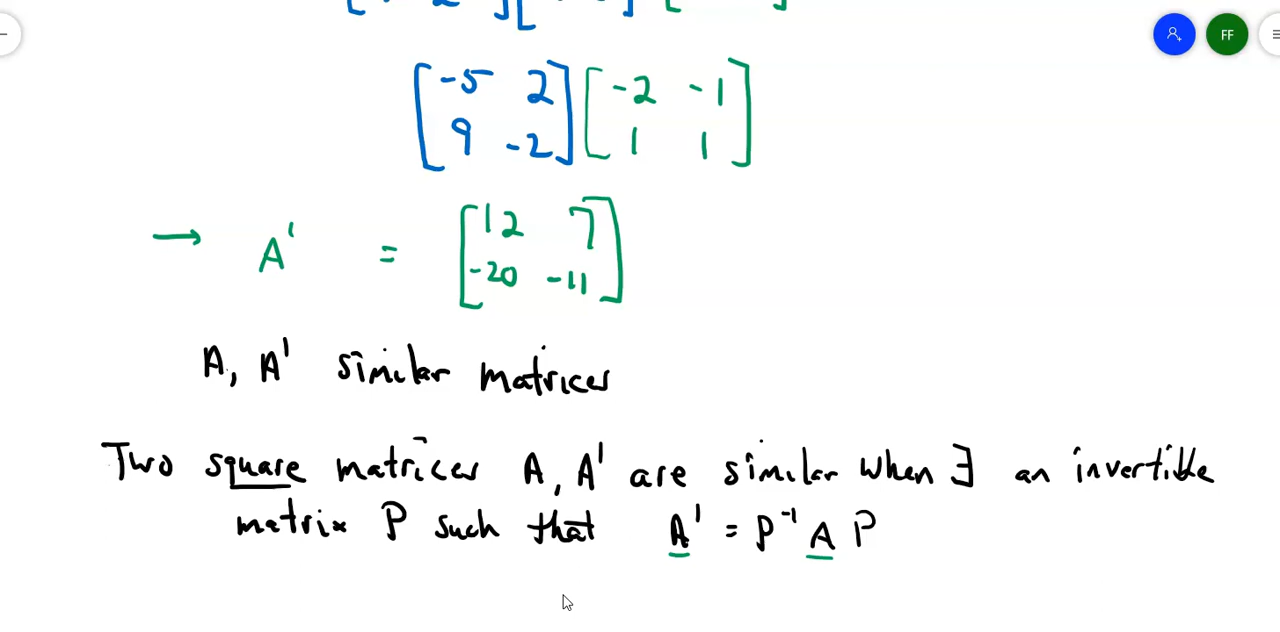 FF
[-5 2] [-2 -1]
[9 -2] [1 1]
→ A' = [12 7]
[-20 -11]
A, A' similar matrices
Two square matrices A, A' are similar when ∃ an invertible
matrix P such that A' = P⁻¹ A P